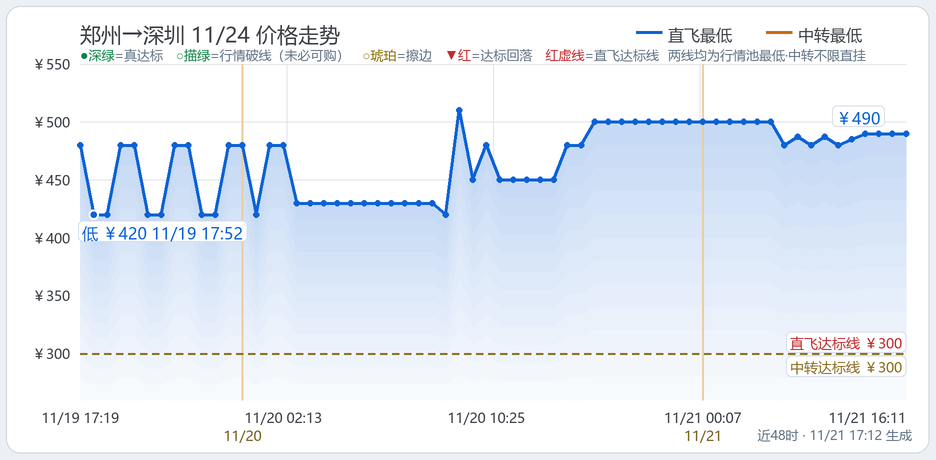 郑州→深圳 11/24 价格走势
直飞最低 中转最低
●深绿=真达标 ○描绿=行情破线（未必可购） ○琥珀=擦边 ▼红=达标回落 红虚线=直飞达标线 两线均为行情池最低·中转不限直挂
¥550
¥500
¥490
¥450
低 ¥420 11/19 17:52
¥400
¥350
直飞达标线 ¥300
¥300
中转达标线 ¥300
11/19 17:19 11/20 02:13 11/20 10:25 11/21 00:07 11/21 16:11
11/20 11/21 近48时 · 11/21 17:12 生成